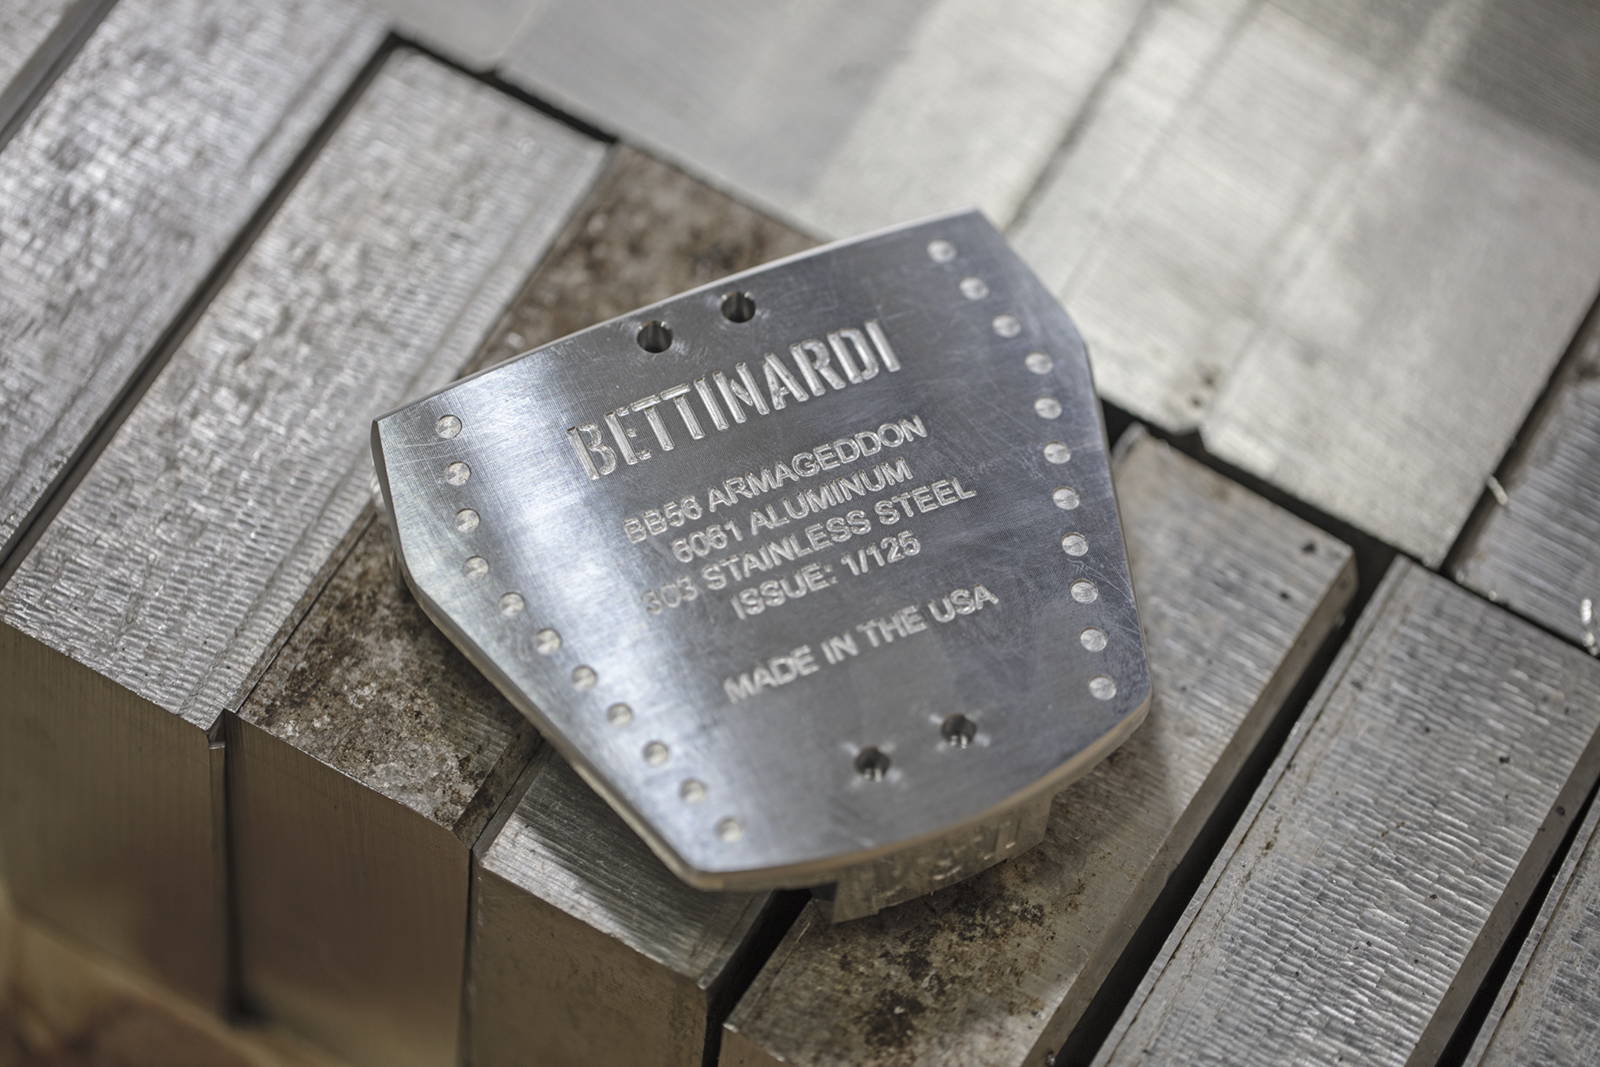 BETTINARDI
BB56 ARMAGEDDON
6061 ALUMINUM
303 STAINLESS STEEL
ISSUE: 1/125
MADE IN THE USA